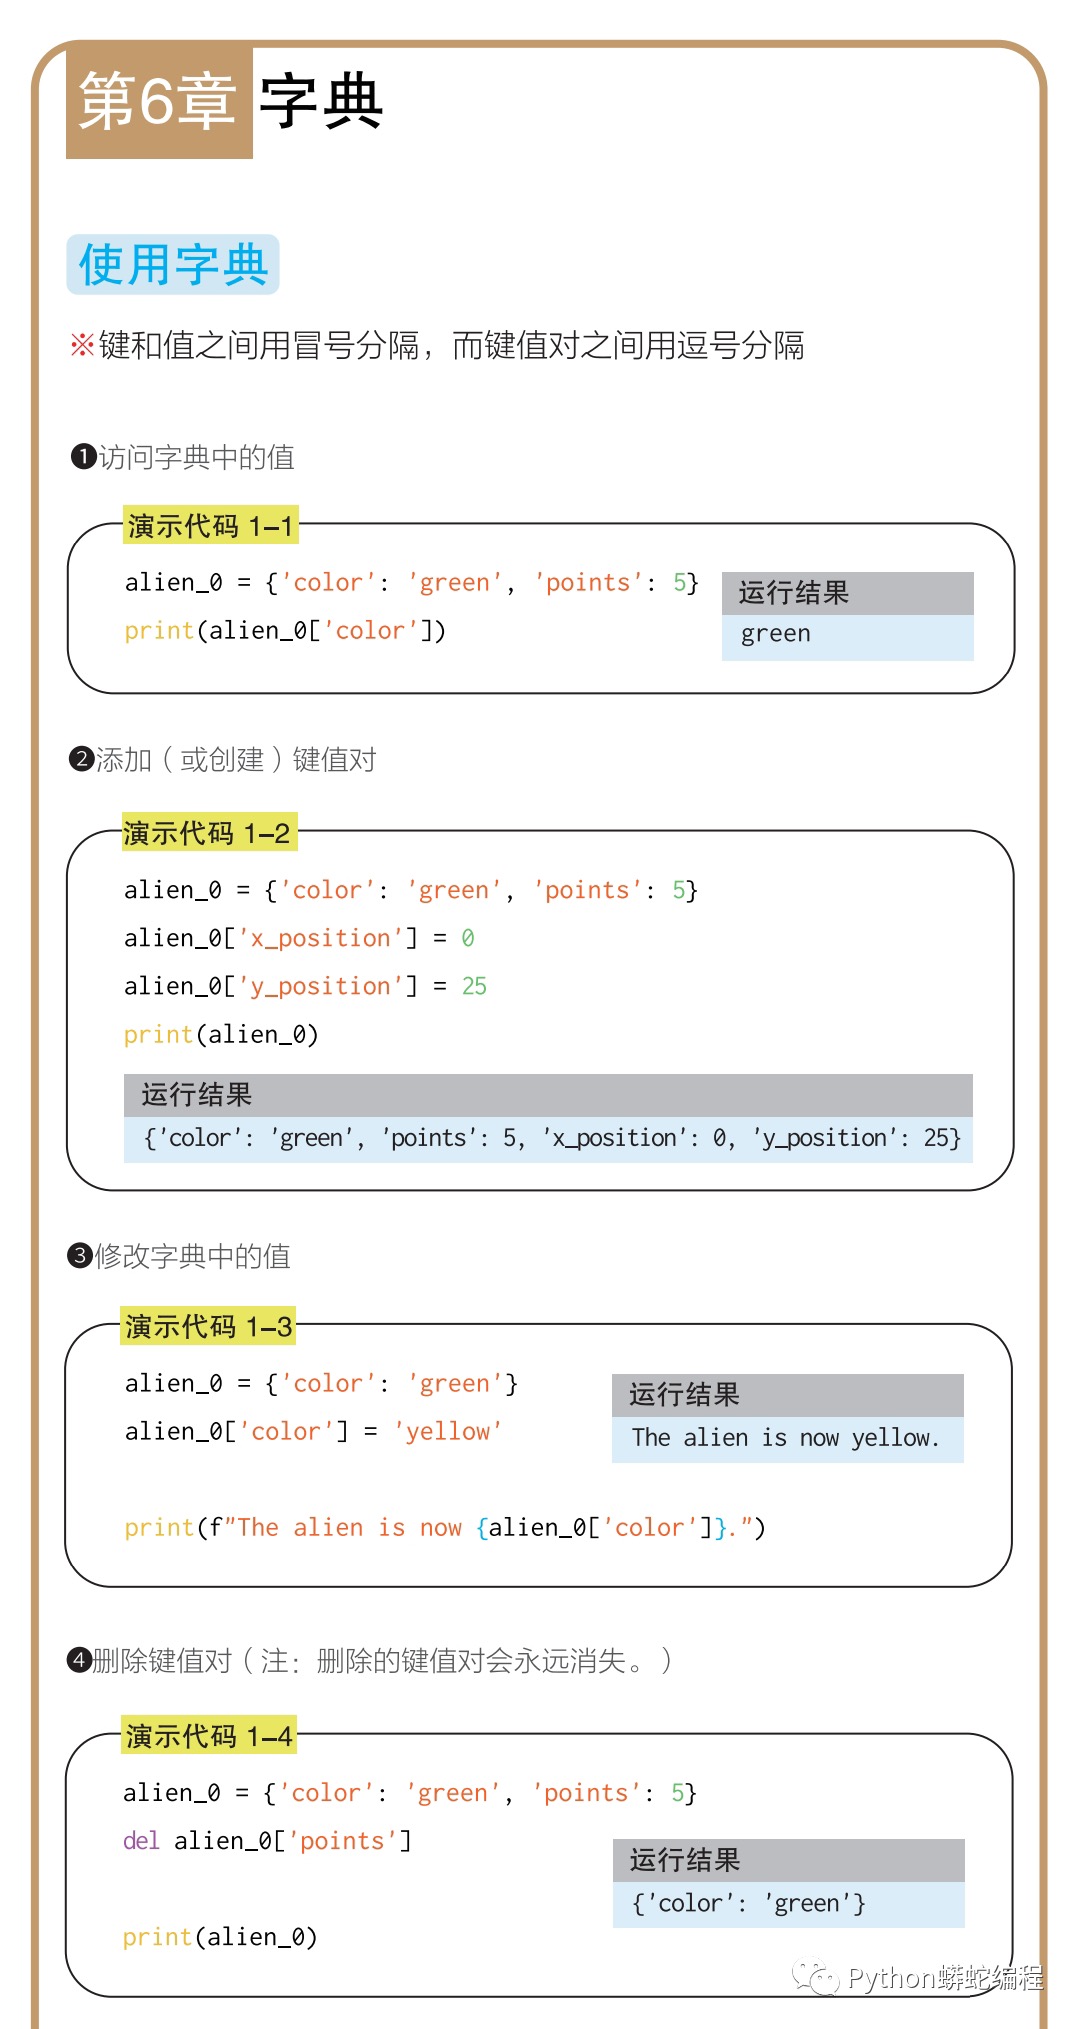 第6章 字典
使用字典
※键和值之间用冒号分隔，而键值对之间用逗号分隔
❶访问字典中的值
演示代码 1-1
alien_0 = {'color': 'green', 'points': 5}
print(alien_0['color'])
运行结果
green
❷添加（或创建）键值对
演示代码 1-2
alien_0 = {'color': 'green', 'points': 5}
alien_0['x_position'] = 0
alien_0['y_position'] = 25
print(alien_0)
运行结果
{'color': 'green', 'points': 5, 'x_position': 0, 'y_position': 25}
❸修改字典中的值
演示代码 1-3
alien_0 = {'color': 'green'}
alien_0['color'] = 'yellow'
print(f"The alien is now {alien_0['color']}.")
运行结果
The alien is now yellow.
❹删除键值对（注：删除的键值对会永远消失。）
演示代码 1-4
alien_0 = {'color': 'green', 'points': 5}
del alien_0['points']
print(alien_0)
运行结果
{'color': 'green'}
Python蟒蛇编程